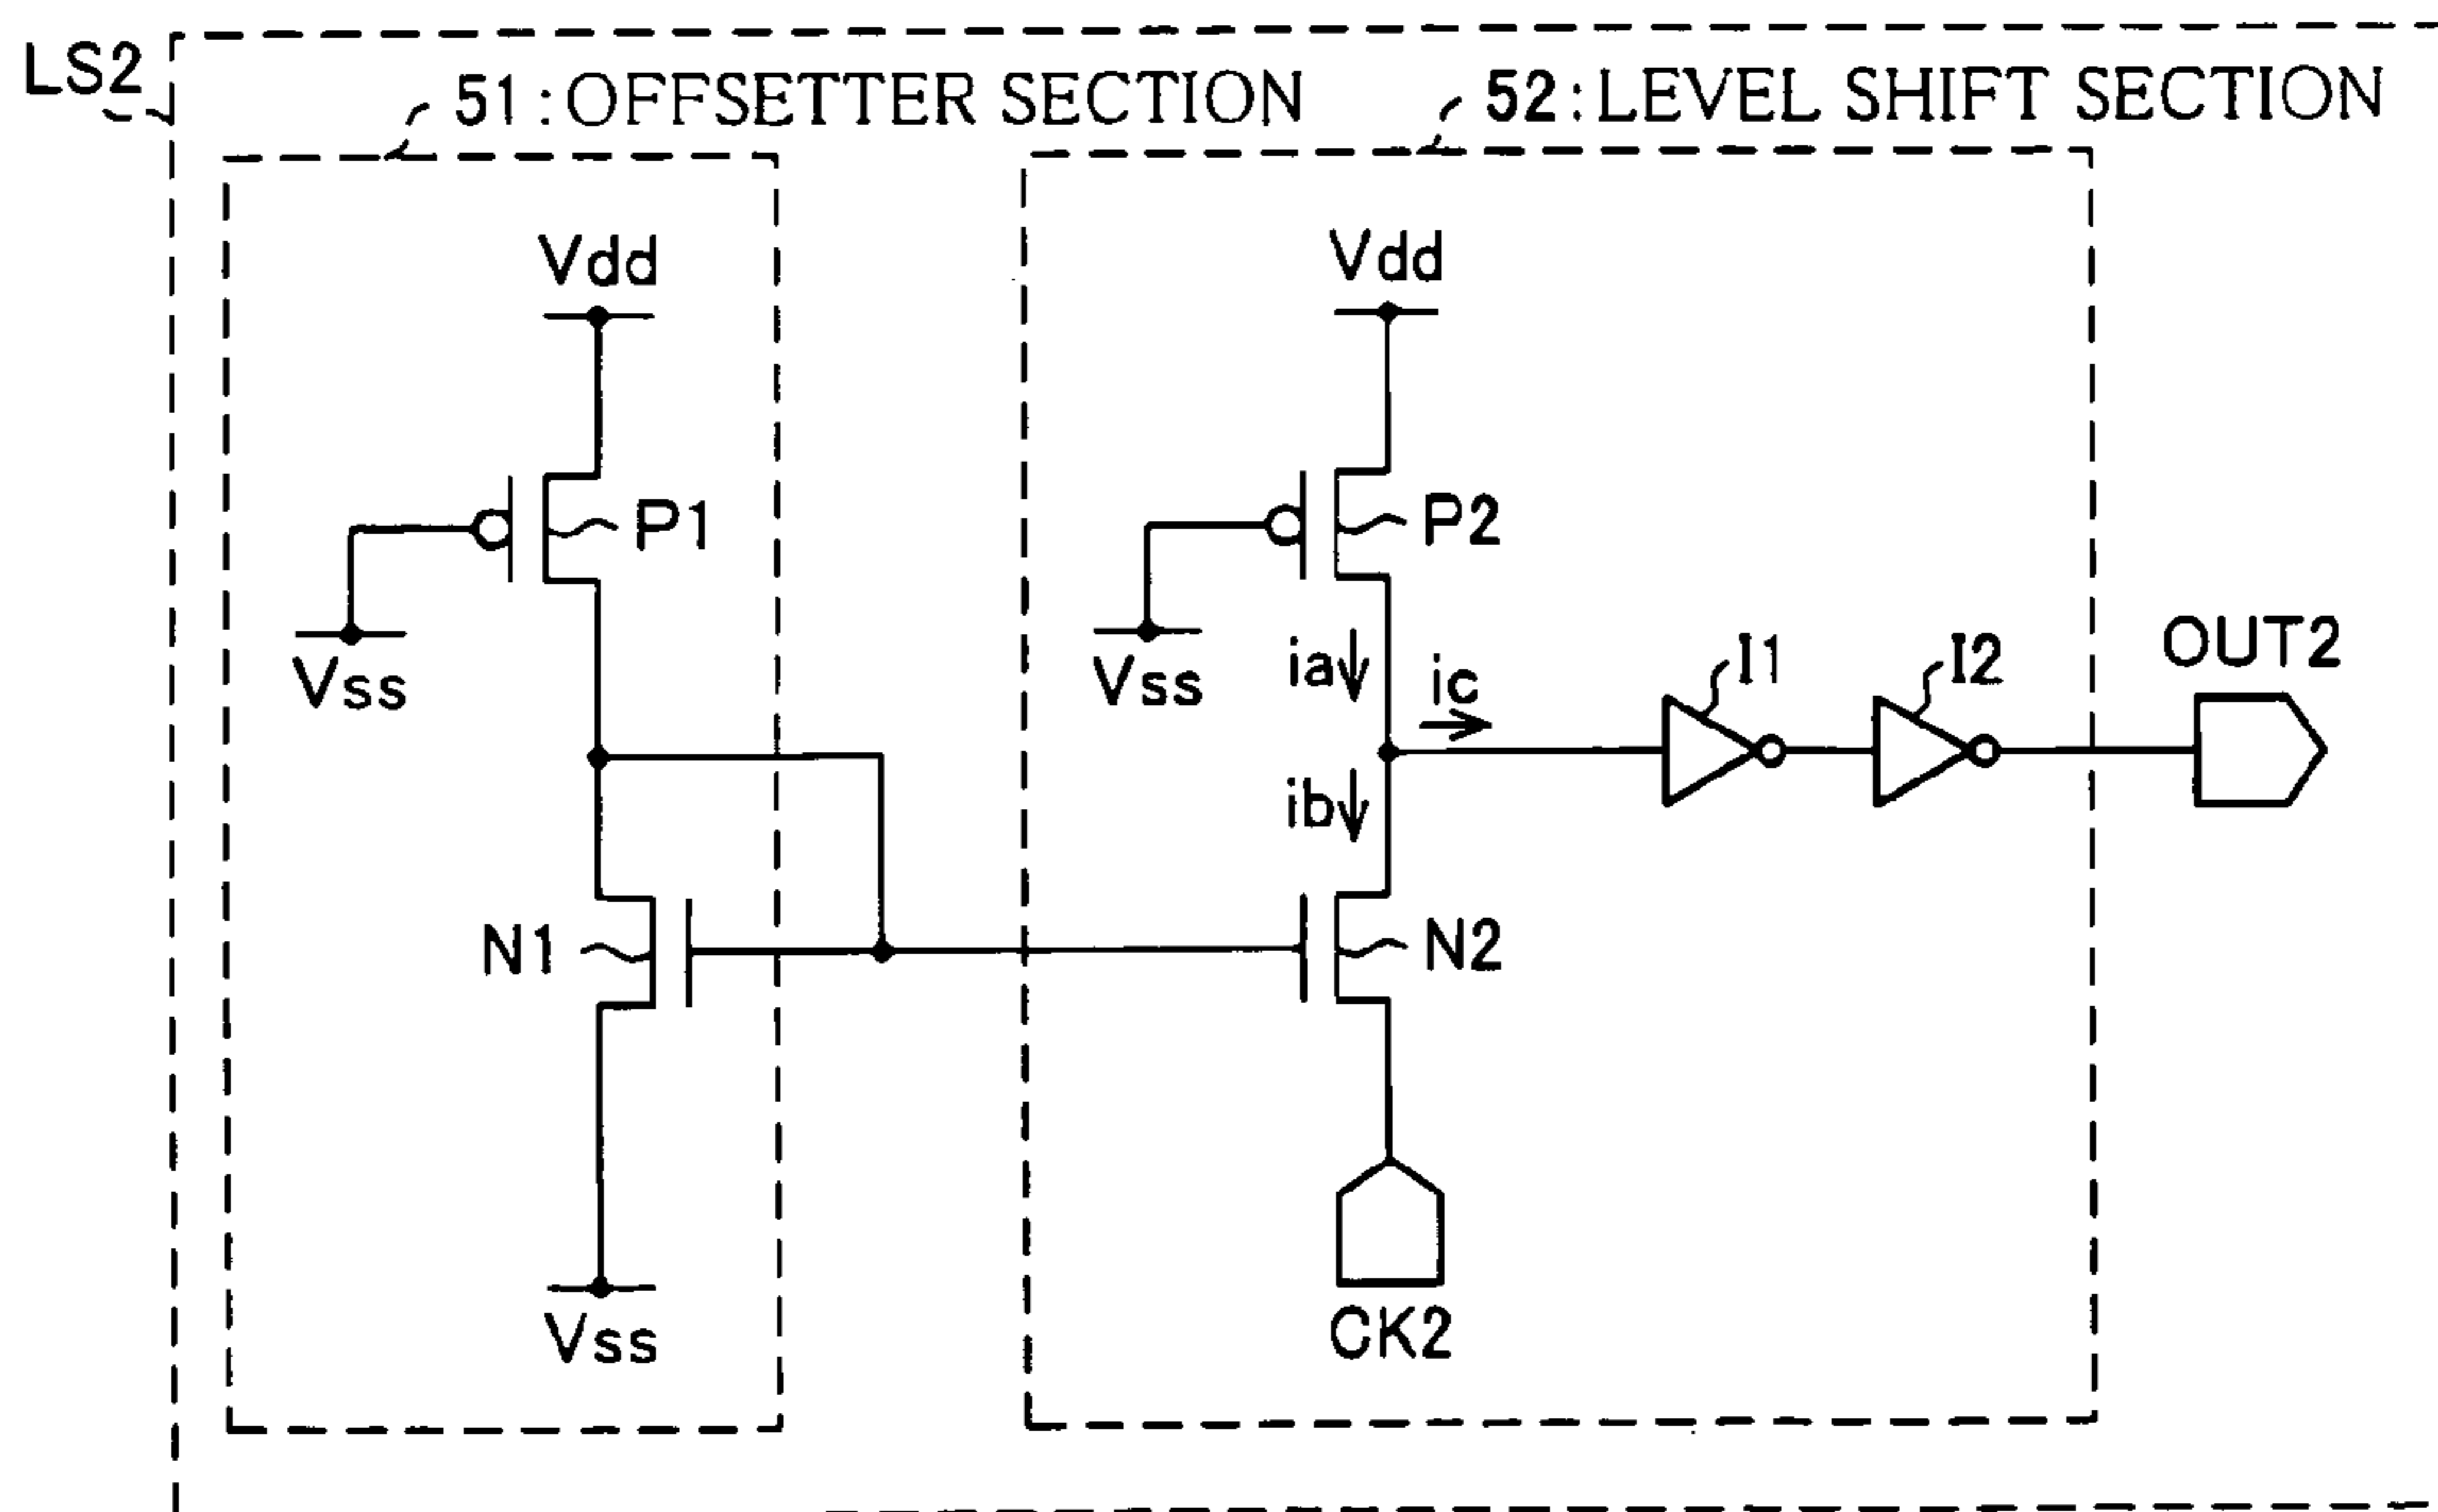 LS2
51:OFFSETTER SECTION
52:LEVEL SHIFT SECTION
Vdd
Vdd
P1
P2
Vss
Vss
ia
ic
I1
I2
OUT2
ib
N1
N2
Vss
CK2